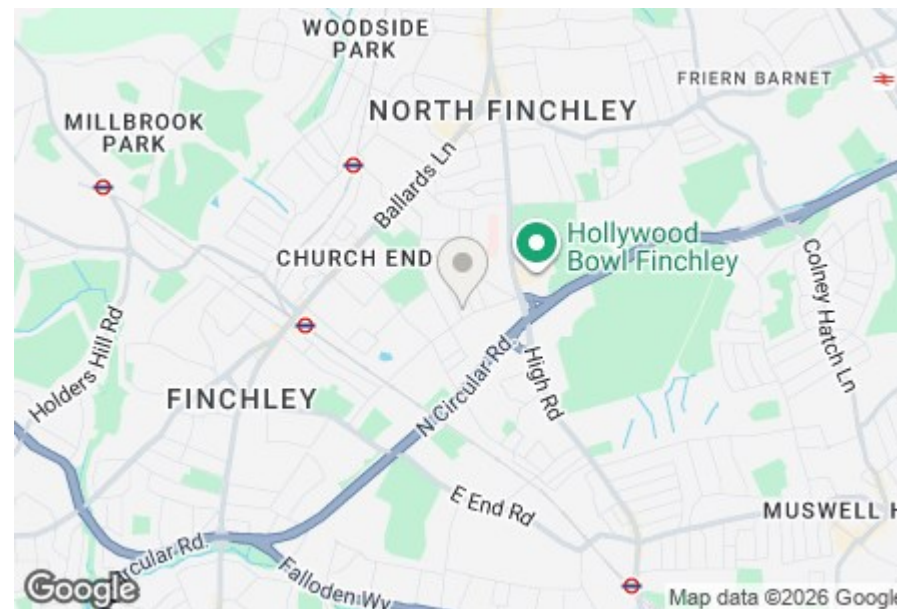 WOODSIDE
PARK
FRIERN BARNET
NORTH FINCHLEY
MILLBROOK
PARK
Ballards Ln
Hollywood
Bowl Finchley
CHURCH END
Colney Hatch Ln
Holders Hill Rd
N Circular Rd
High Rd
FINCHLEY
E End Rd
MUSWELL H
ircular Rd.
Falloden Wy
Google
Map data ©2026 Google